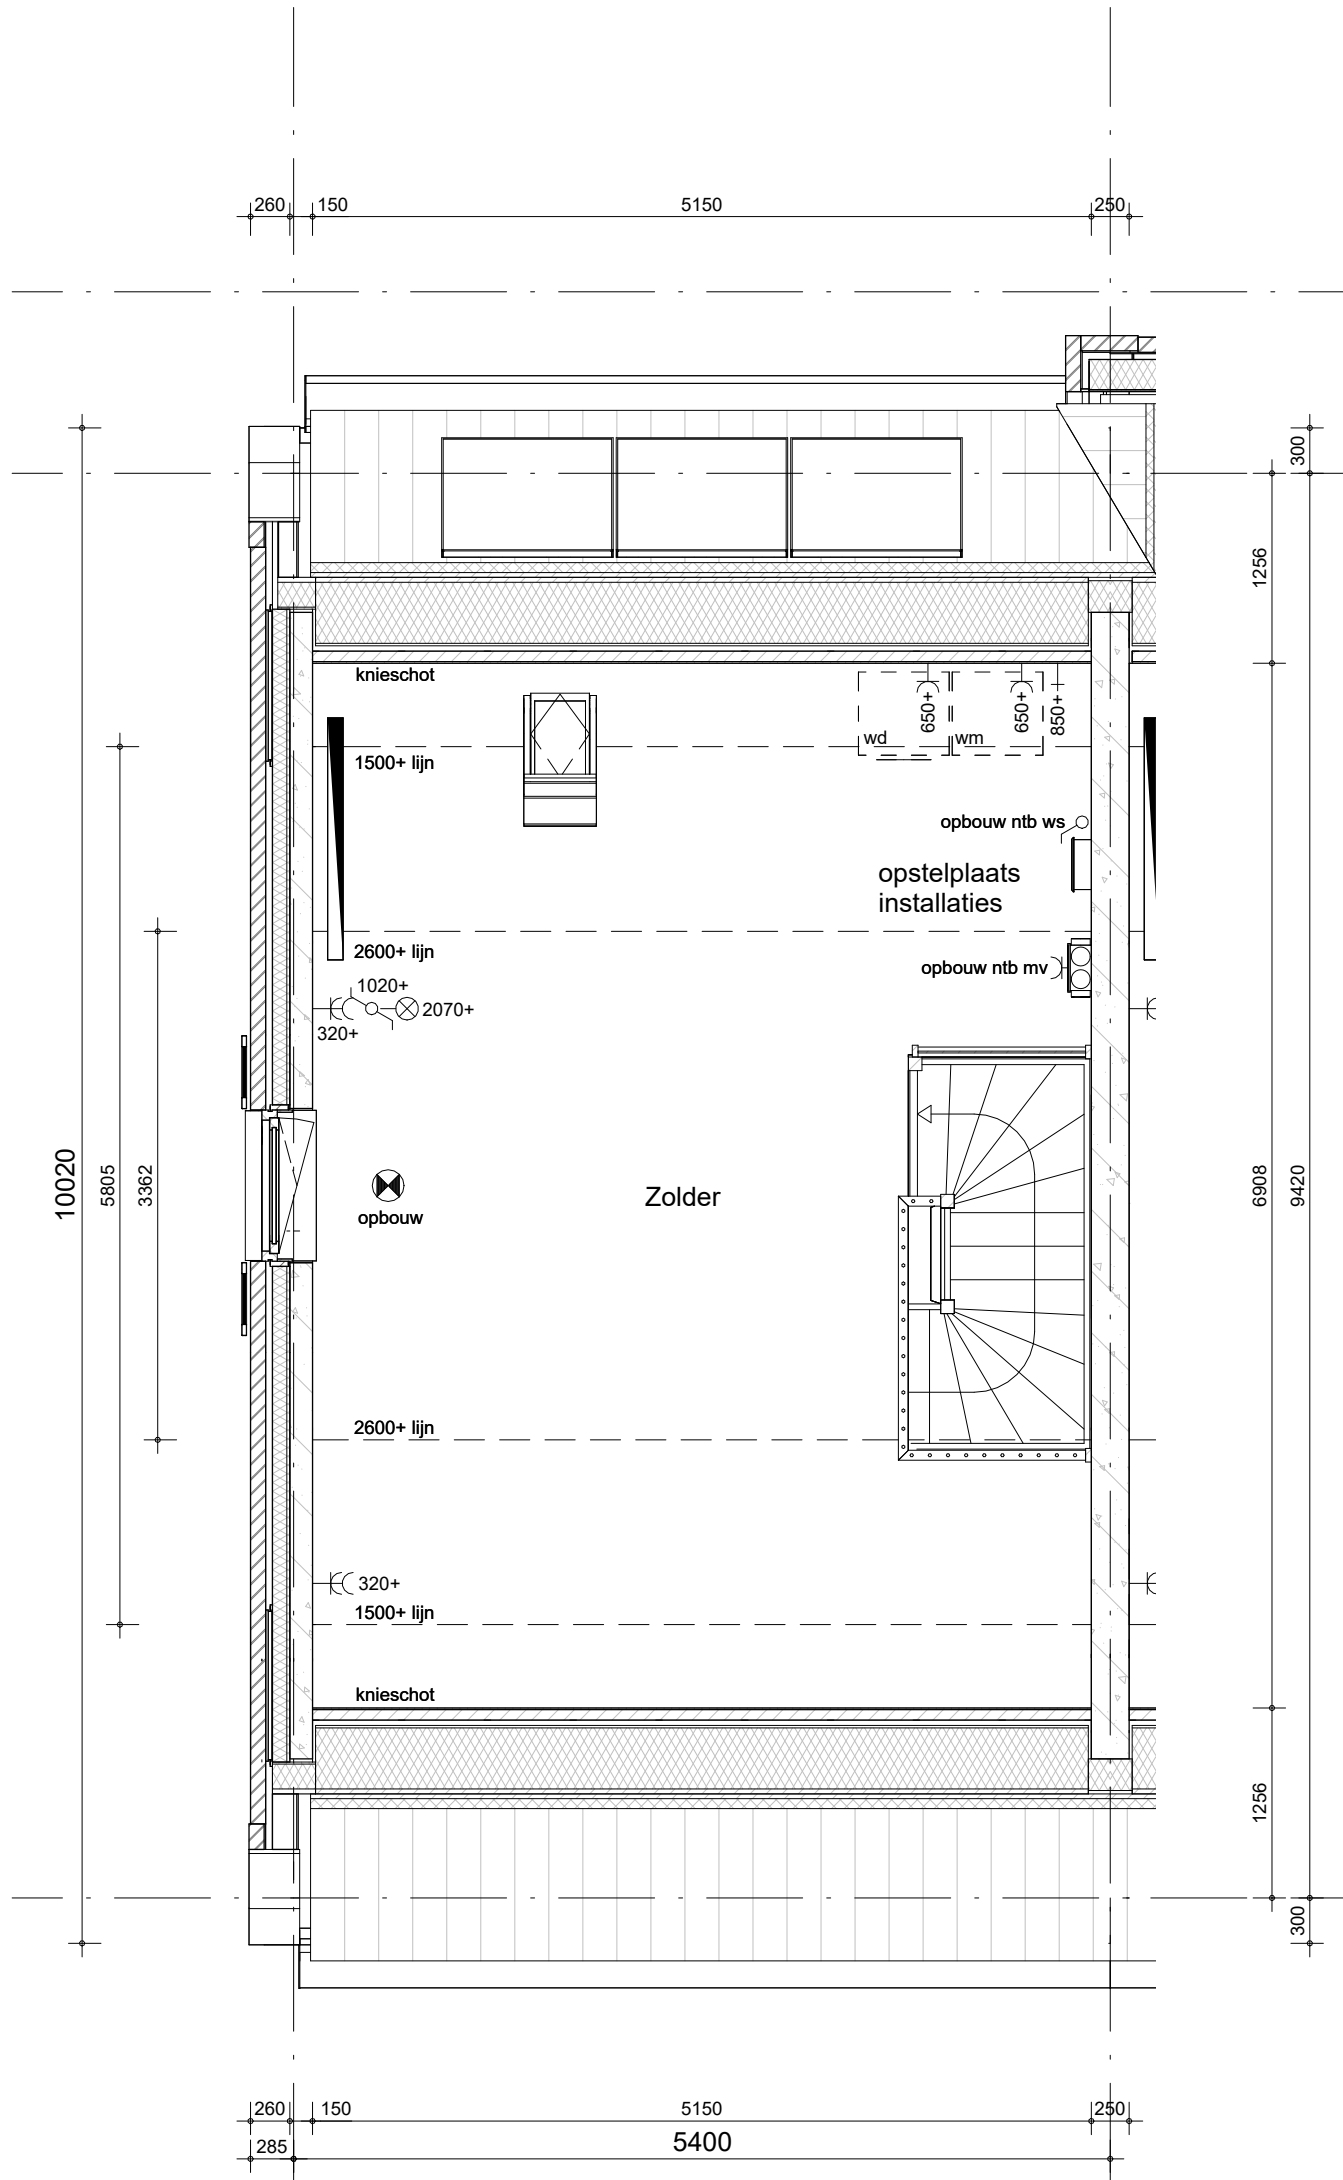 260
150
5150
250
300
knieschot
650+
650+
850+
wd
wm
1256
1500+ lijn
opbouw ntb ws
opstelplaats
installaties
2600+ lijn
opbouw ntb mv
1020+
2070+
320+
10020
5805
3362
opbouw
Zolder
6908
9420
2600+ lijn
320+
1500+ lijn
knieschot
1256
300
260
150
5150
250
285
5400